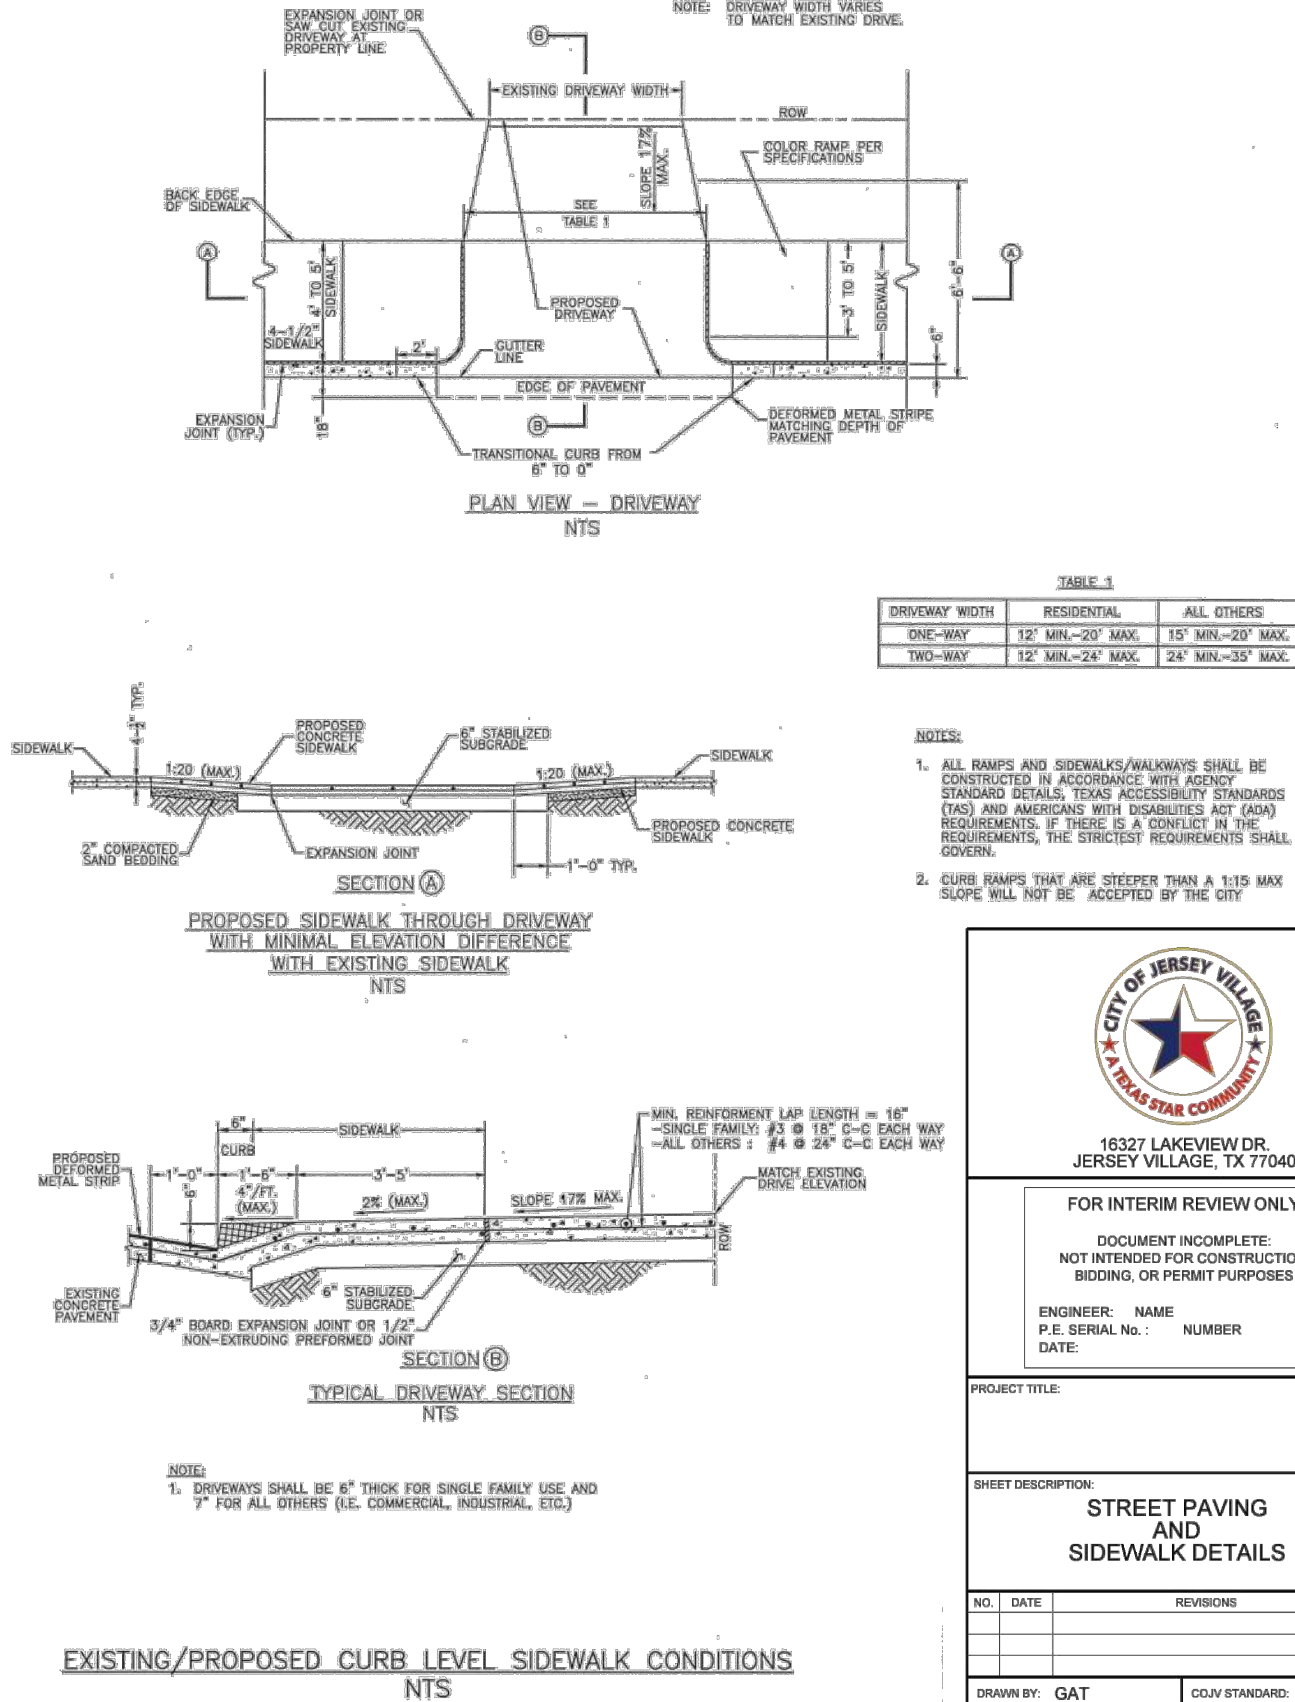 EXPANSION JOINT OR
SAW CUT EXISTING
DRIVEWAY AT
PROPERTY LINE
NOTE: DRIVEWAY WIDTH VARIES
TO MATCH EXISTING DRIVE.
B
EXISTING DRIVEWAY WIDTH
ROW
SLOPE 17%
MAX.
COLOR RAMP PER
SPECIFICATIONS
BACK EDGE
OF SIDEWALK
SEE
TABLE 1
A
A
4' TO 5'
SIDEWALK
PROPOSED
DRIVEWAY
3' TO 5'
SIDEWALK
6'-6"
4-1/2"
SIDEWALK
2'
GUTTER
LINE
6"
EDGE OF PAVEMENT
EXPANSION
JOINT (TYP.)
18"
B
DEFORMED METAL STRIPE
MATCHING DEPTH OF
PAVEMENT
TRANSITIONAL CURB FROM
6" TO 0"
PLAN VIEW - DRIVEWAY
NTS
TABLE 1
DRIVEWAY WIDTH RESIDENTIAL ALL OTHERS
ONE-WAY 12' MIN.-20' MAX. 15' MIN.-20' MAX.
TWO-WAY 12' MIN.-24' MAX. 24' MIN.-35' MAX.
TYP.
SIDEWALK
PROPOSED
CONCRETE
SIDEWALK
6" STABILIZED
SUBGRADE
SIDEWALK
1:20 (MAX.)
1:20 (MAX.)
2" COMPACTED
SAND BEDDING
EXPANSION JOINT
PROPOSED CONCRETE
SIDEWALK
1'-0" TYP.
SECTION A
PROPOSED SIDEWALK THROUGH DRIVEWAY
WITH MINIMAL ELEVATION DIFFERENCE
WITH EXISTING SIDEWALK
NTS
NOTES:
1. ALL RAMPS AND SIDEWALKS/WALKWAYS SHALL BE
CONSTRUCTED IN ACCORDANCE WITH AGENCY
STANDARD DETAILS, TEXAS ACCESSIBILITY STANDARDS
(TAS) AND AMERICANS WITH DISABILITIES ACT (ADA)
REQUIREMENTS. IF THERE IS A CONFLICT IN THE
REQUIREMENTS, THE STRICTEST REQUIREMENTS SHALL
GOVERN.
2. CURB RAMPS THAT ARE STEEPER THAN A 1:15 MAX
SLOPE WILL NOT BE ACCEPTED BY THE CITY
CITY OF JERSEY VILLAGE
A TEXAS STAR COMMUNITY
16327 LAKEVIEW DR.
JERSEY VILLAGE, TX 77040
FOR INTERIM REVIEW ONLY
DOCUMENT INCOMPLETE:
NOT INTENDED FOR CONSTRUCTIO
BIDDING, OR PERMIT PURPOSES
ENGINEER: NAME
P.E. SERIAL No. : NUMBER
DATE:
PROJECT TITLE:
SHEET DESCRIPTION:
STREET PAVING
AND
SIDEWALK DETAILS
NO. DATE REVISIONS
DRAWN BY: GAT COJV STANDARD:
6"
CURB
SIDEWALK
MIN. REINFORMENT LAP LENGTH = 16"
-SINGLE FAMILY: #3 @ 18" C-C EACH WAY
-ALL OTHERS : #4 @ 24" C-C EACH WAY
PROPOSED
DEFORMED
METAL STRIP
1'-0"
1'-6"
3'-5'
6"
4"/FT.
(MAX.)
2% (MAX.)
SLOPE 17% MAX.
MATCH EXISTING
DRIVE ELEVATION
ROW
EXISTING
CONCRETE
PAVEMENT
6" STABILIZED
SUBGRADE
3/4" BOARD EXPANSION JOINT OR 1/2"
NON-EXTRUDING PREFORMED JOINT
SECTION B
TYPICAL DRIVEWAY SECTION
NTS
NOTE:
1. DRIVEWAYS SHALL BE 6" THICK FOR SINGLE FAMILY USE AND
7" FOR ALL OTHERS (I.E. COMMERCIAL, INDUSTRIAL, ETC.)
EXISTING/PROPOSED CURB LEVEL SIDEWALK CONDITIONS
NTS